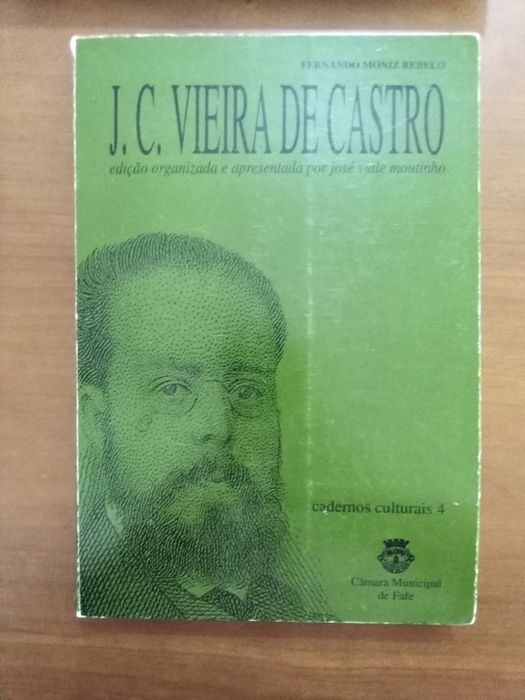 FERNANDO MONIZ REBELO
J. C. VIEIRA DE CASTRO
edição organizada e apresentada por josé viale moutinho
cadernos culturais 4
Câmara Municipal
de Fafe